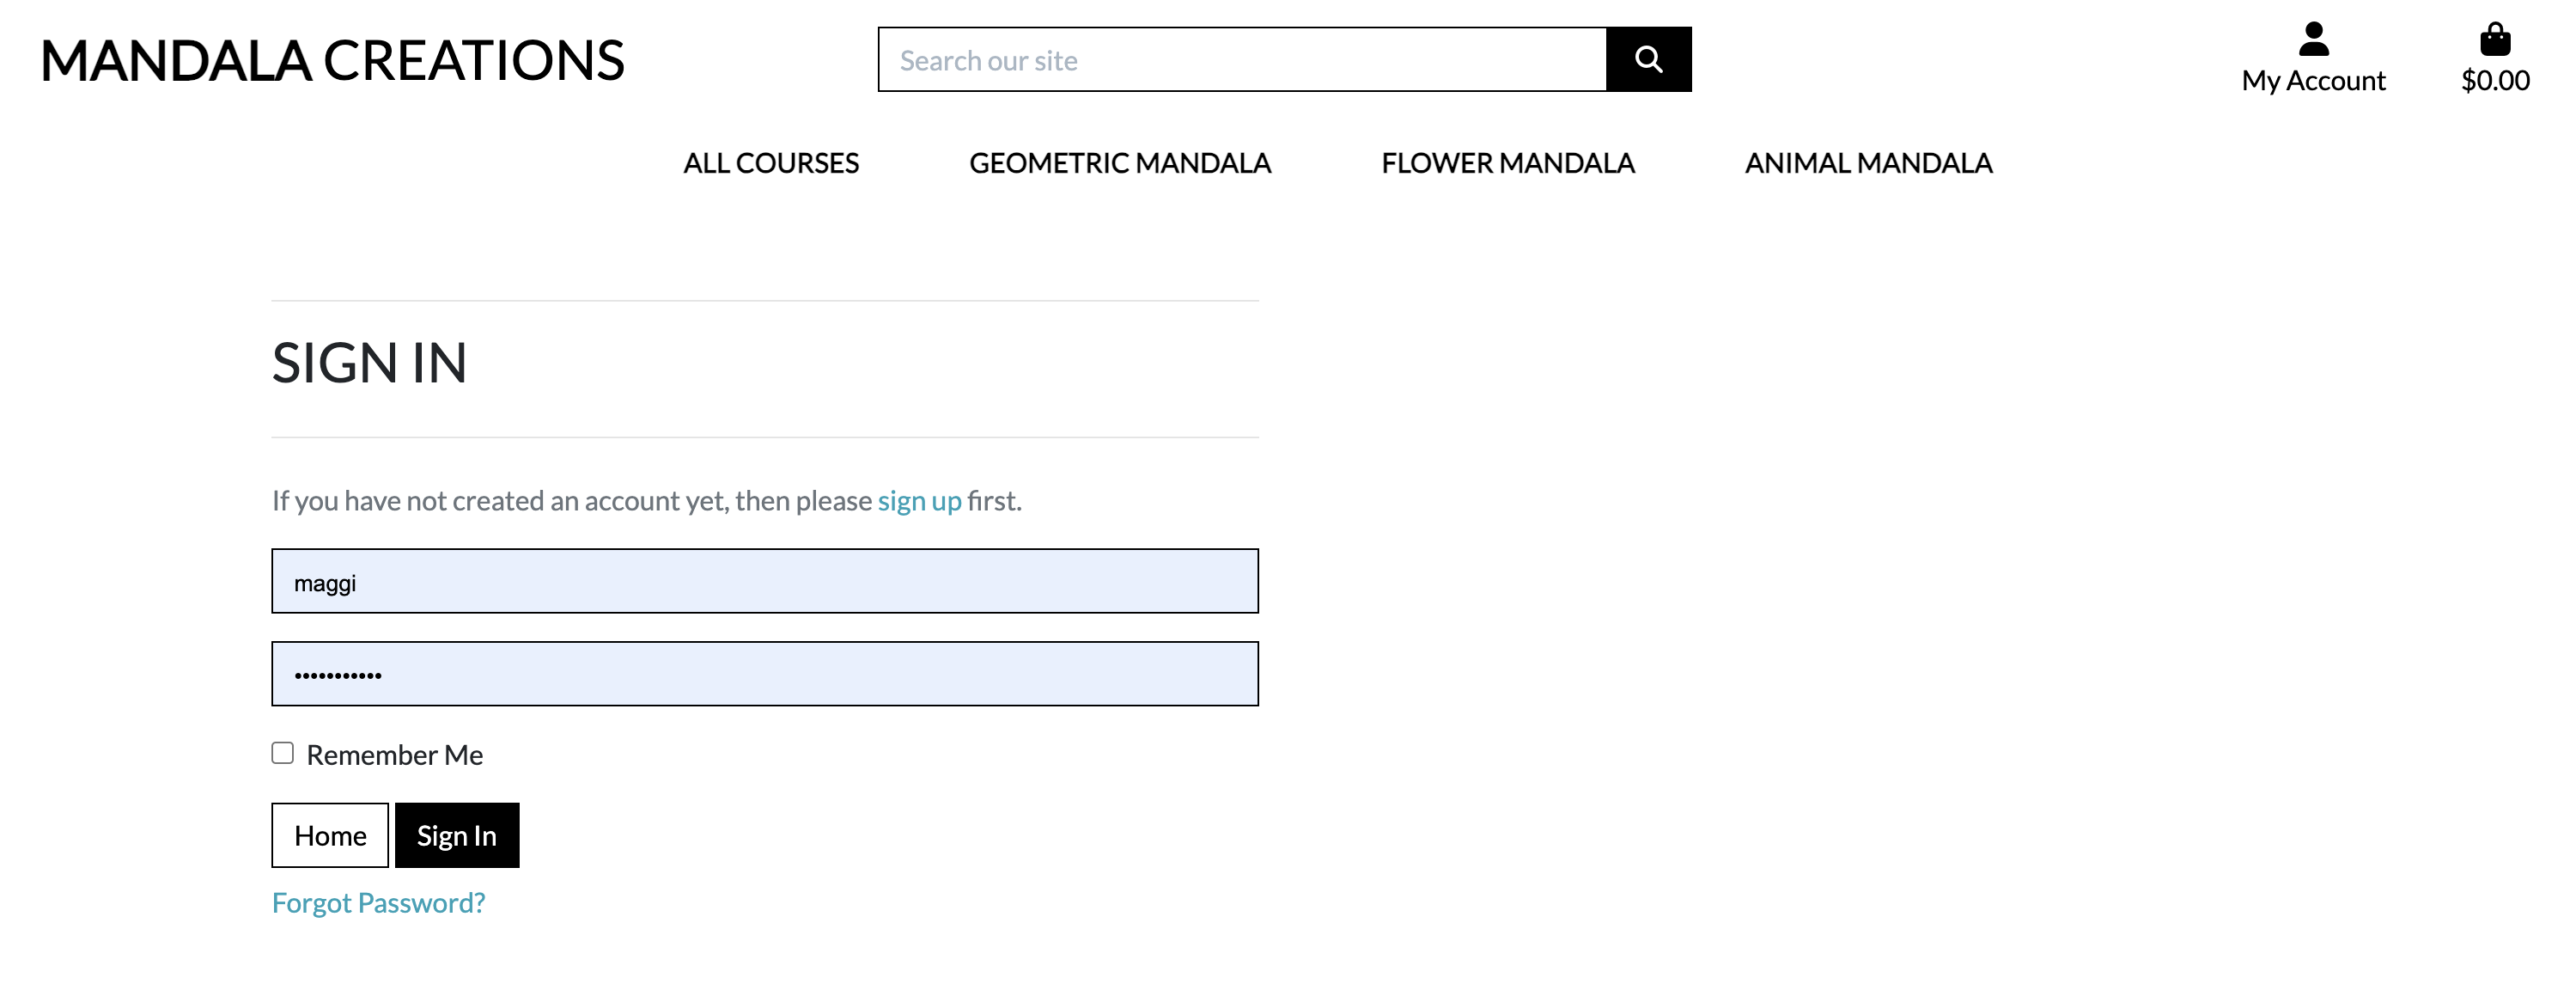 MANDALA CREATIONS
Search our site
My Account
$0.00
ALL COURSES
GEOMETRIC MANDALA
FLOWER MANDALA
ANIMAL MANDALA
SIGN IN
If you have not created an account yet, then please sign up first.
maggi
•••••••••••
Remember Me
Home
Sign In
Forgot Password?